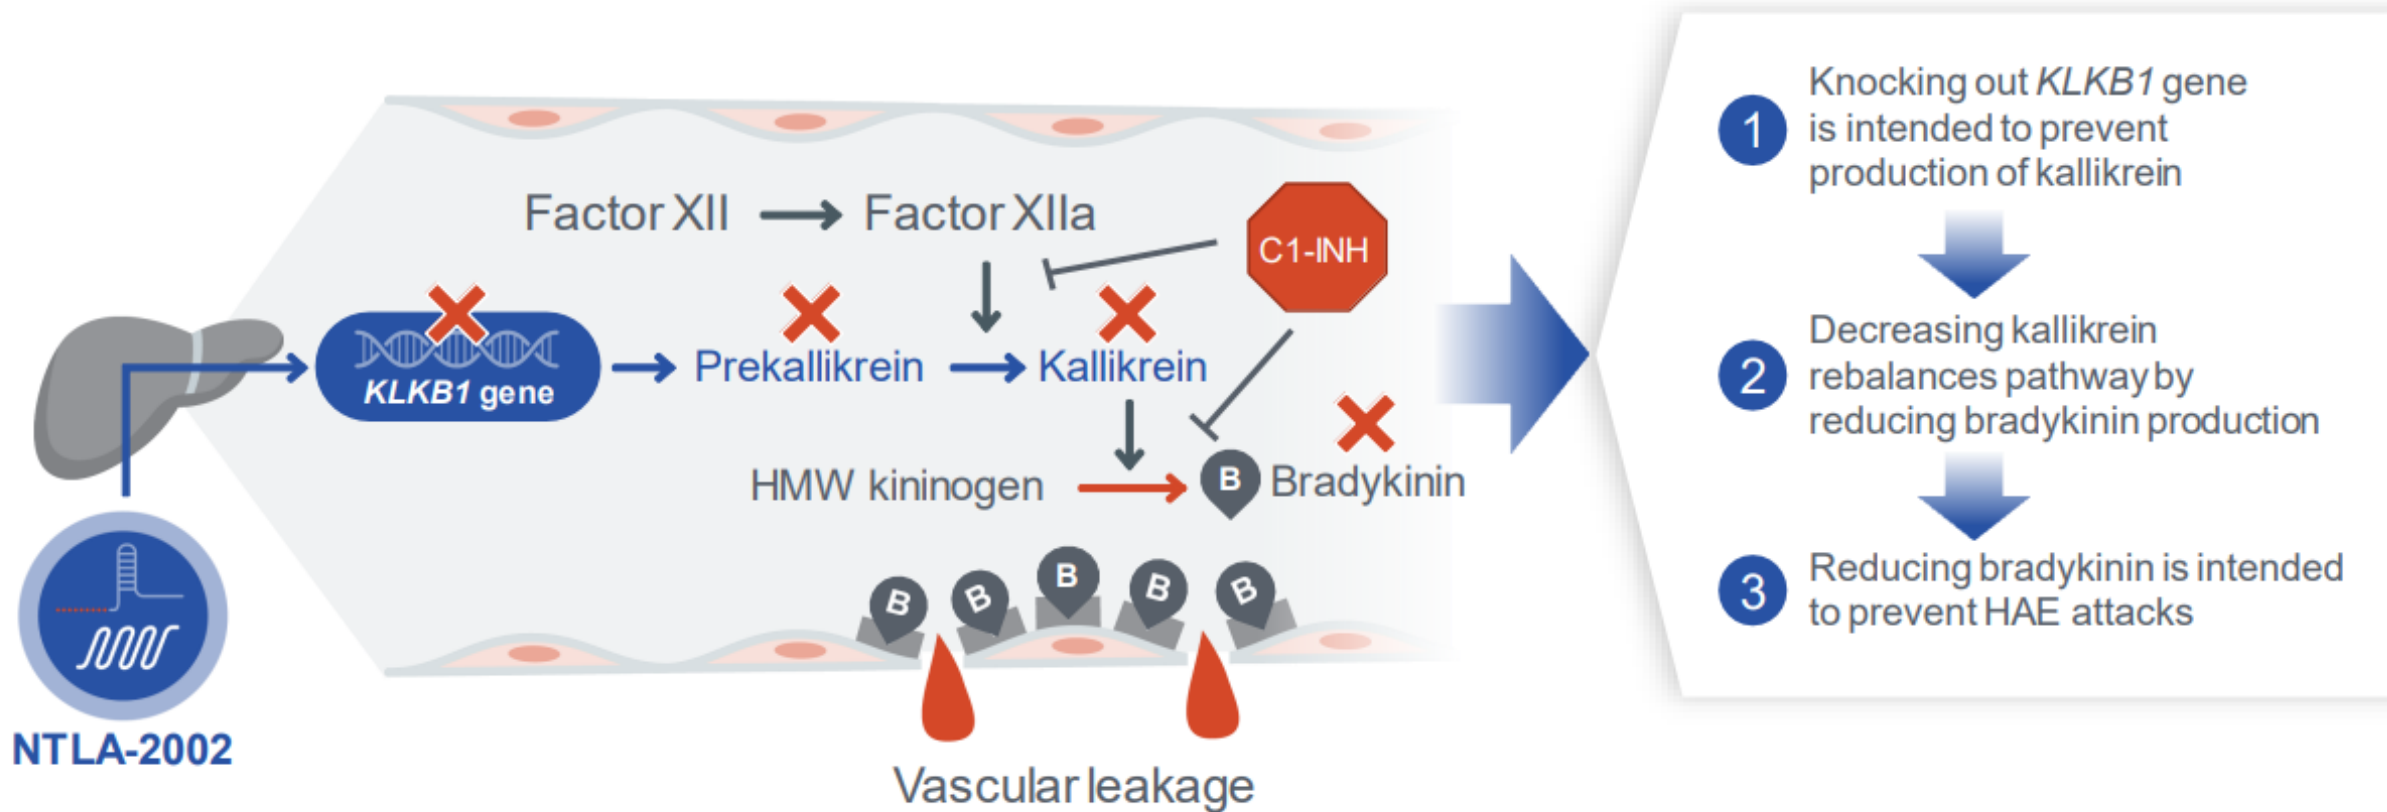 Factor XII
Factor XIIa
C1-INH
KLKB1 gene
Prekallikrein
Kallikrein
HMW kininogen
B
Bradykinin
B
B
B
B
B
NTLA-2002
Vascular leakage
1
Knocking out KLKB1 gene
is intended to prevent
production of kallikrein
2
Decreasing kallikrein
rebalances pathway by
reducing bradykinin production
3
Reducing bradykinin is intended
to prevent HAE attacks